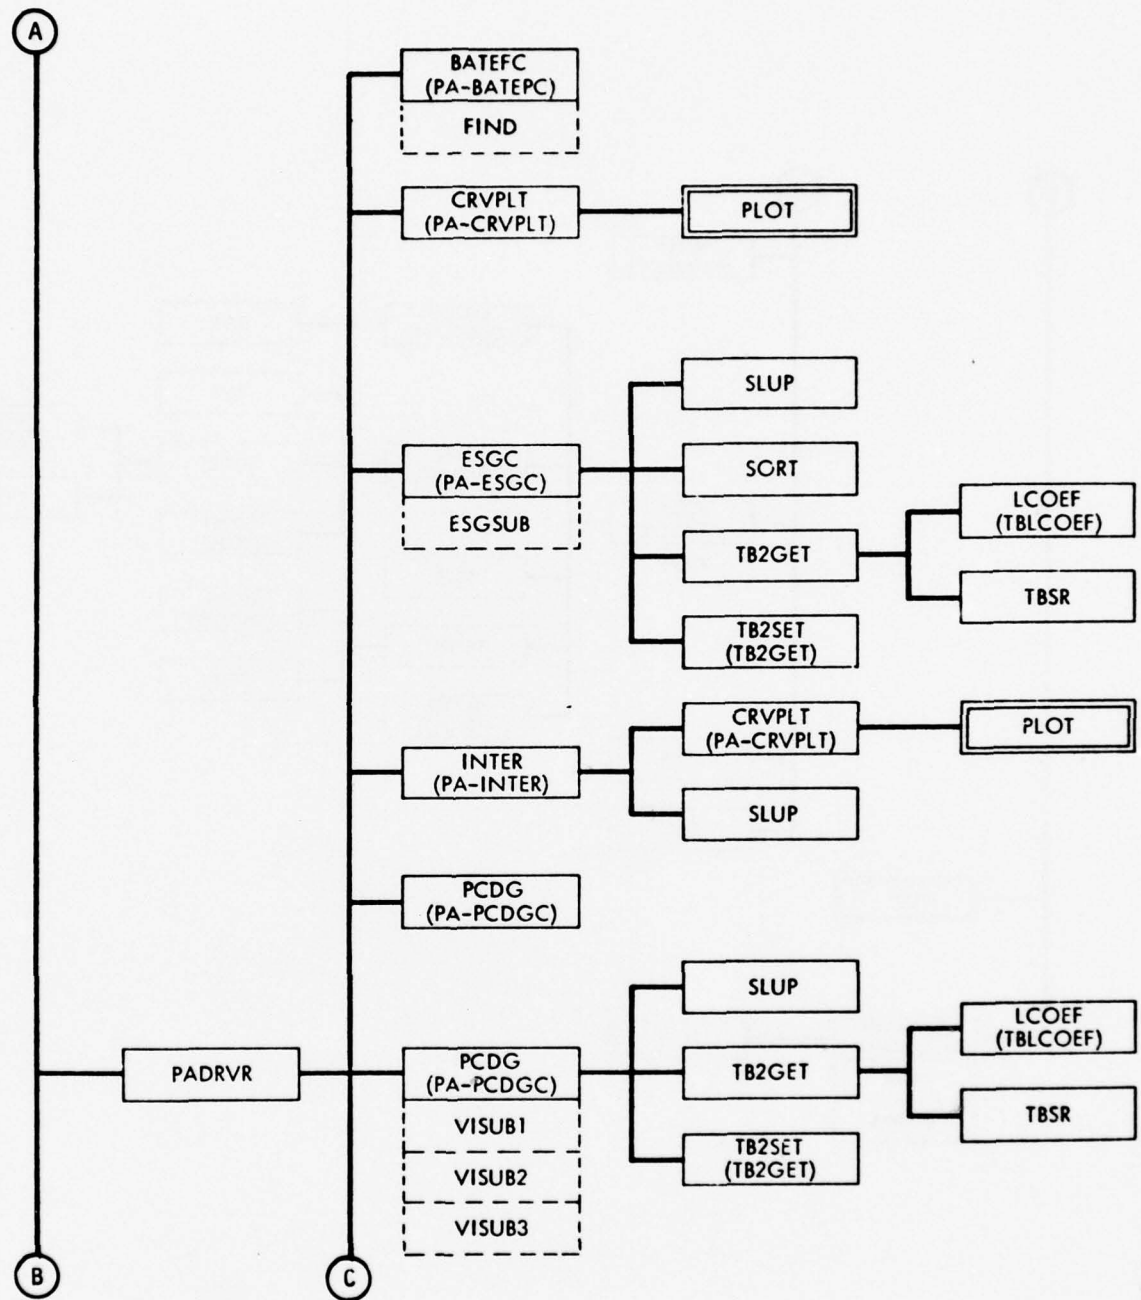 A
BATEFC
(PA-BATEPC)
FIND
CRVPLT
(PA-CRVPLT)
PLOT
SLUP
ESGC
(PA-ESGC)
ESGSUB
SORT
TB2GET
LCOEF
(TBLCOEF)
TBSR
TB2SET
(TB2GET)
INTER
(PA-INTER)
CRVPLT
(PA-CRVPLT)
PLOT
SLUP
PCDG
(PA-PCDGC)
SLUP
PADRVR
PCDG
(PA-PCDGC)
VISUB1
VISUB2
VISUB3
TB2GET
LCOEF
(TBLCOEF)
TBSR
TB2SET
(TB2GET)
B
C